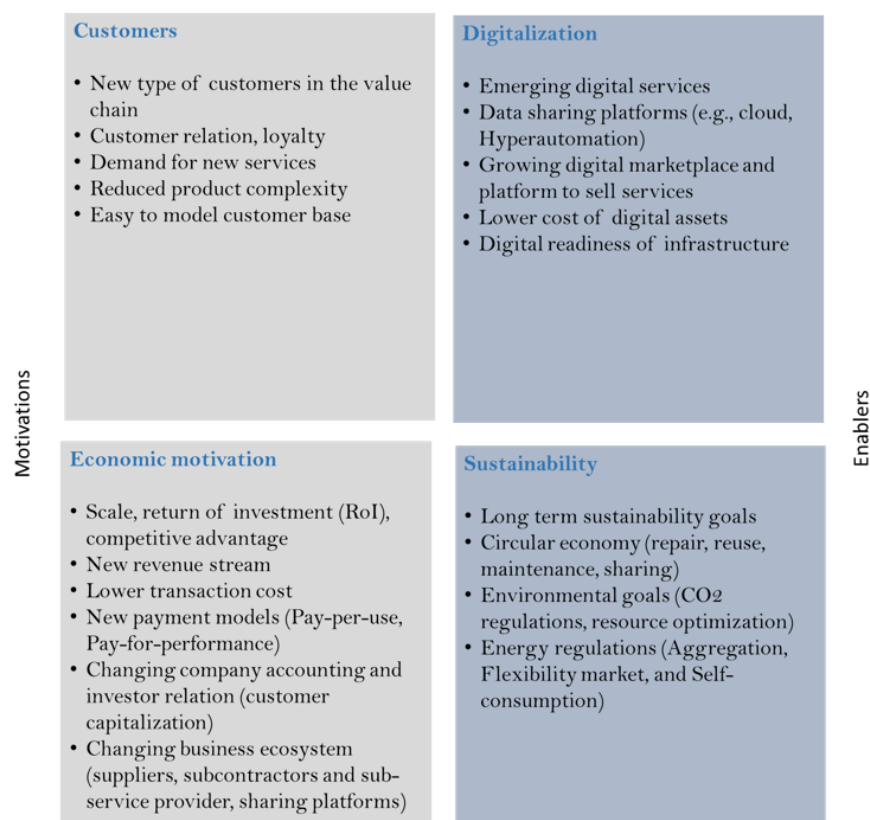 Customers
• New type of customers in the value
chain
• Customer relation, loyalty
• Demand for new services
• Reduced product complexity
• Easy to model customer base
Digitalization
• Emerging digital services
• Data sharing platforms (e.g., cloud,
Hyperautomation)
• Growing digital marketplace and
platform to sell services
• Lower cost of digital assets
• Digital readiness of infrastructure
Motivations
Enablers
Economic motivation
• Scale, return of investment (RoI),
competitive advantage
• New revenue stream
• Lower transaction cost
• New payment models (Pay-per-use,
Pay-for-performance)
• Changing company accounting and
investor relation (customer
capitalization)
• Changing business ecosystem
(suppliers, subcontractors and sub-
service provider, sharing platforms)
Sustainability
• Long term sustainability goals
• Circular economy (repair, reuse,
maintenance, sharing)
• Environmental goals (CO2
regulations, resource optimization)
• Energy regulations (Aggregation,
Flexibility market, and Self-
consumption)